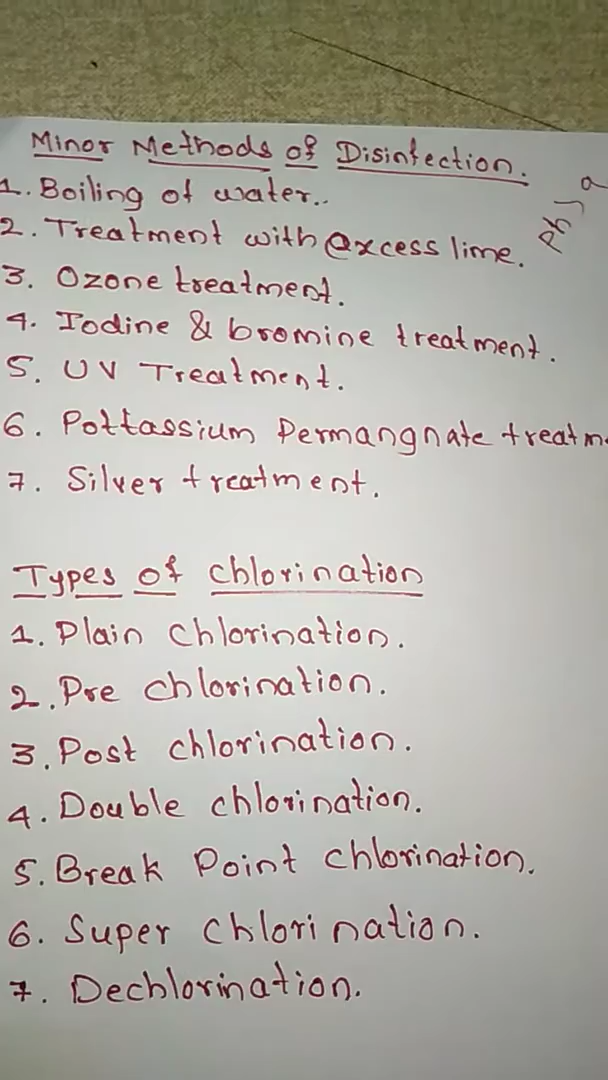 Minor Methods of Disinfection.
1. Boiling of water..
2. Treatment with excess lime.
3. Ozone treatment.
4. Iodine & bromine treatment.
5. UV Treatment.
6. Pottassium Permangnate treatm
7. Silver treatment.
Types of chlorination
1. Plain chlorination.
2. Pre chlorination.
3. Post chlorination.
4. Double chlorination.
5. Break Point chlorination.
6. Super chlorination.
7. Dechlorination.